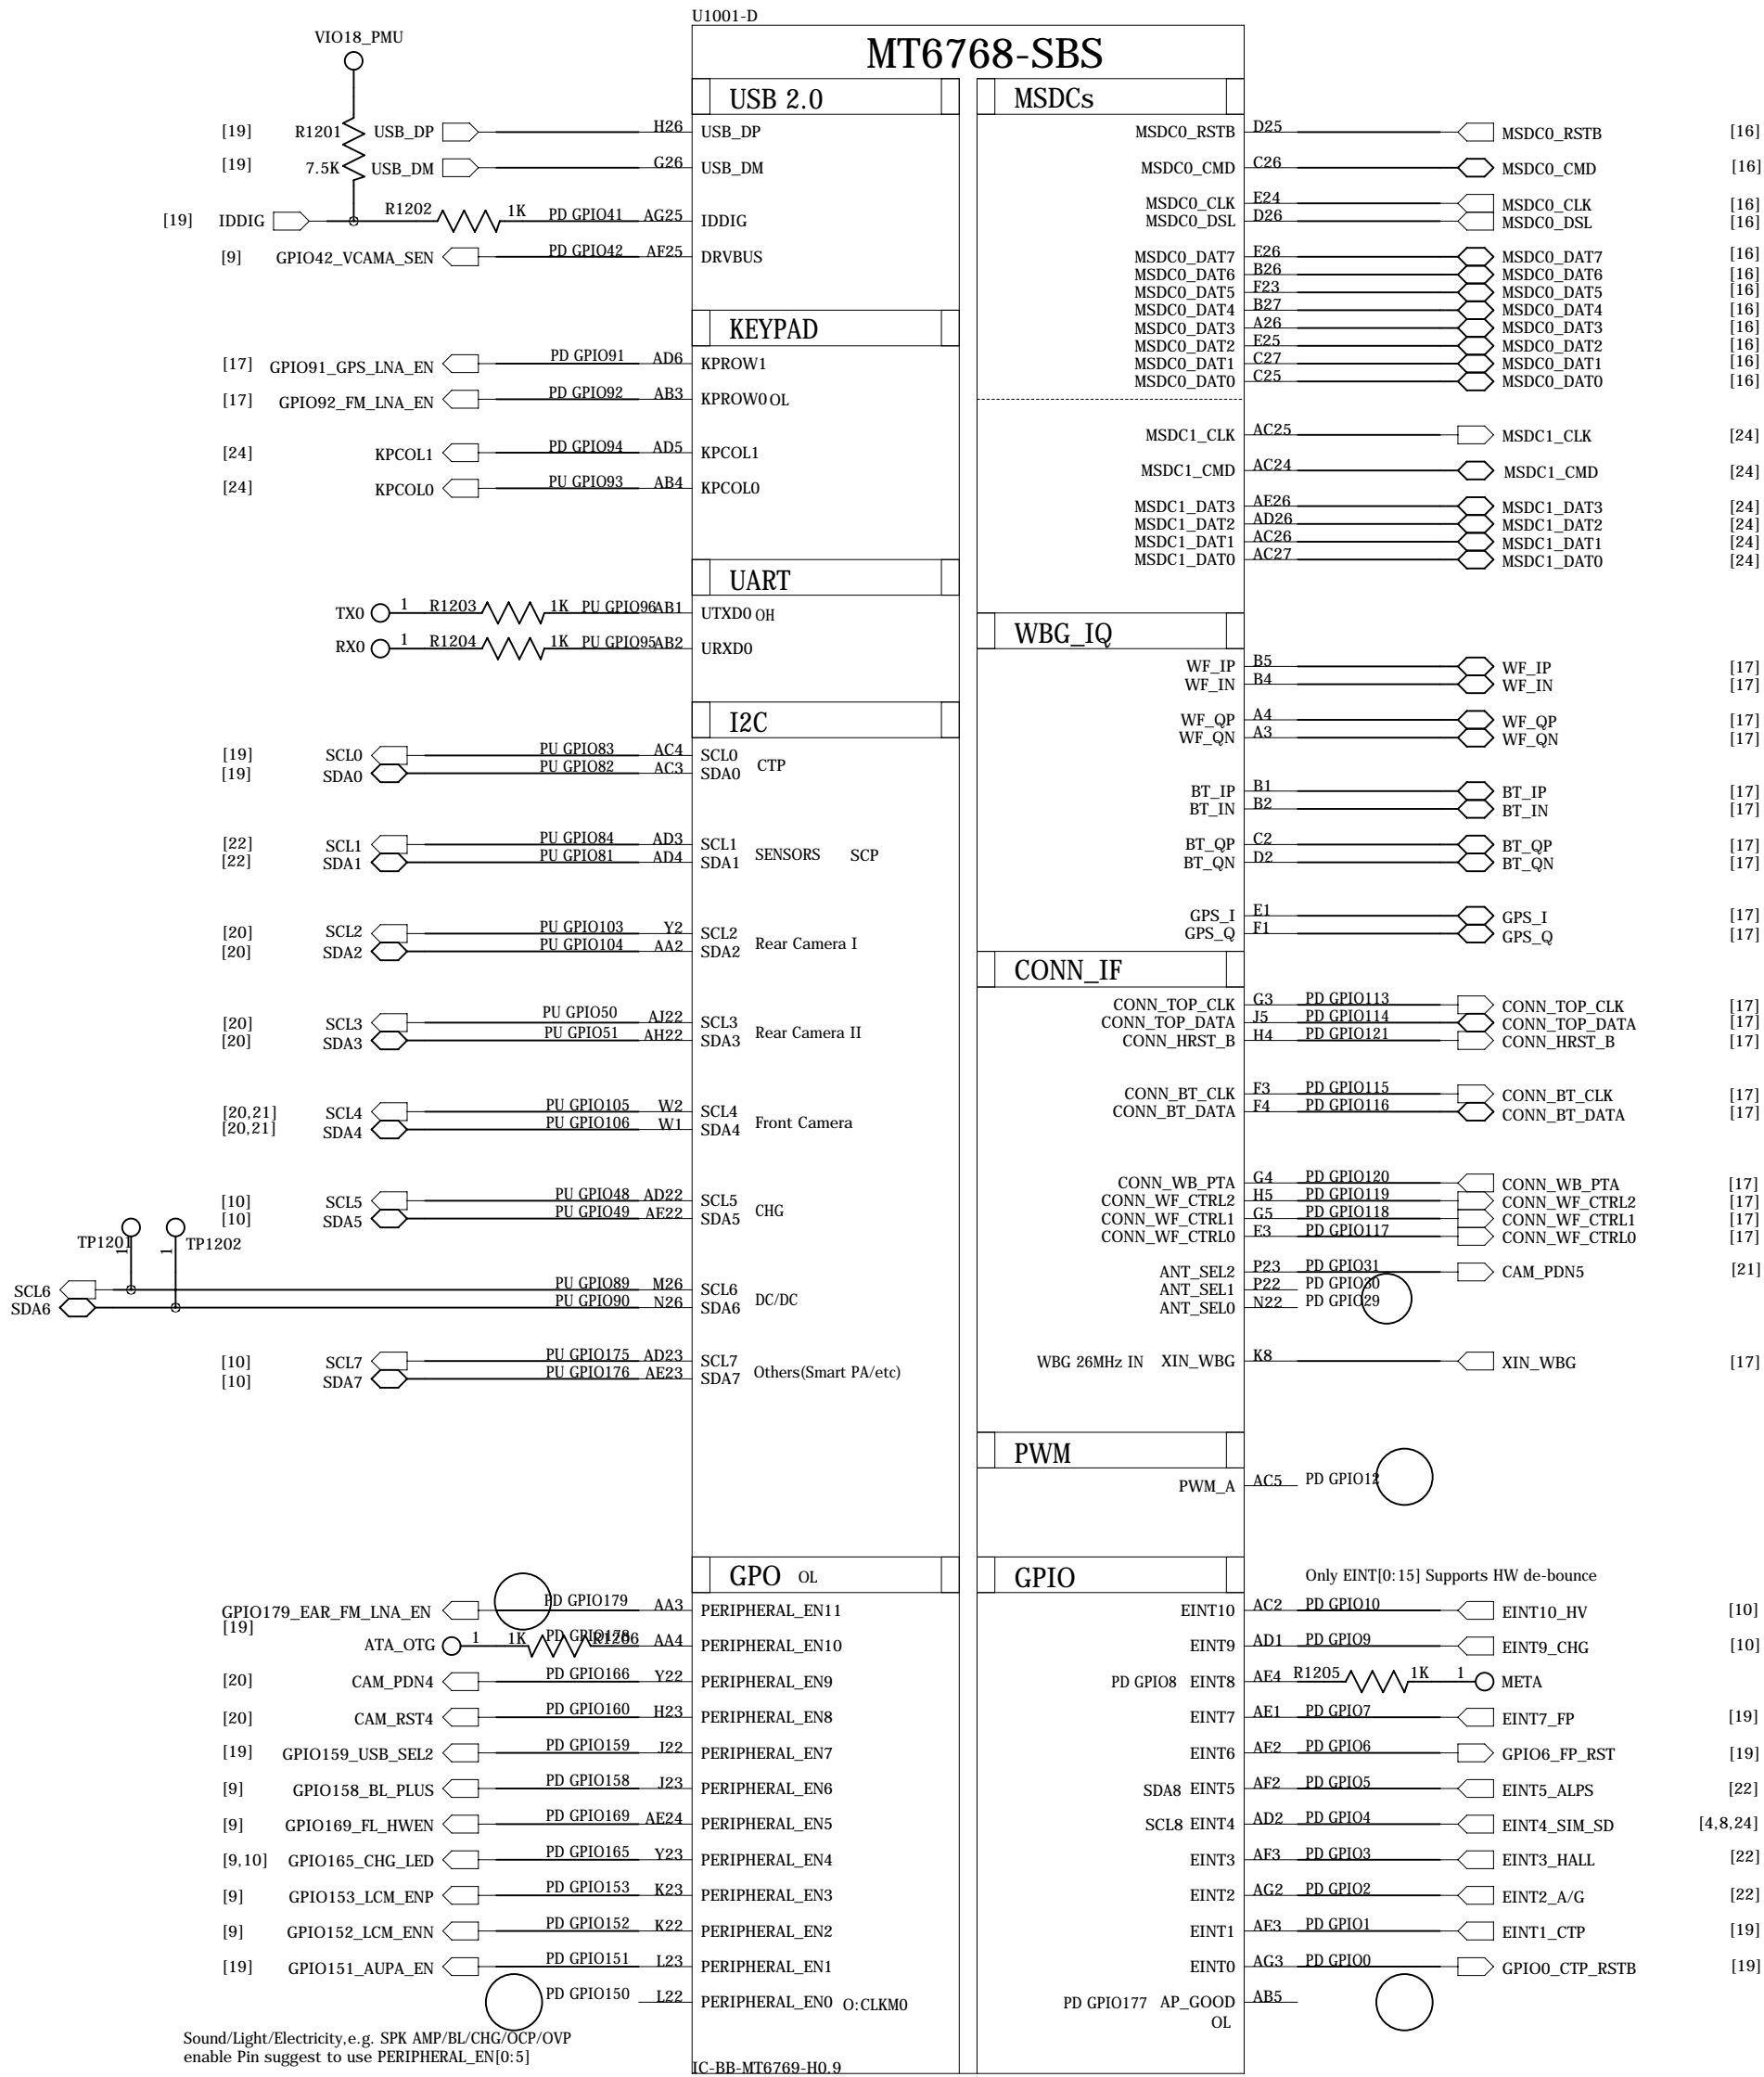 U1001-D
MT6768-SBS
VIO18_PMU
USB 2.0
[19] R1201 USB_DP H26 USB_DP
[19] 7.5K USB_DM G26 USB_DM
[19] IDDIG R1202 1K PD GPIO41 AG25 IDDIG
[9] GPIO42_VCAMA_SEN PD GPIO42 AF25 DRVBUS
KEYPAD
[17] GPIO91_GPS_LNA_EN PD GPIO91 AD6 KPROW1
[17] GPIO92_FM_LNA_EN PD GPIO92 AB3 KPROW0 OL
[24] KPCOL1 PD GPIO94 AD5 KPCOL1
[24] KPCOL0 PU GPIO93 AB4 KPCOL0
UART
TX0 1 R1203 1K PU GPIO96 AB1 UTXD0 OH
RX0 1 R1204 1K PU GPIO95 AB2 URXD0
I2C
[19] SCL0 PU GPIO83 AC4 SCL0
[19] SDA0 PU GPIO82 AC3 SDA0
CTP
[22] SCL1 PU GPIO84 AD3 SCL1
[22] SDA1 PU GPIO81 AD4 SDA1
SENSORS SCP
[20] SCL2 PU GPIO103 Y2 SCL2
[20] SDA2 PU GPIO104 AA2 SDA2
Rear Camera I
[20] SCL3 PU GPIO50 AJ22 SCL3
[20] SDA3 PU GPIO51 AH22 SDA3
Rear Camera II
[20,21] SCL4 PU GPIO105 W2 SCL4
[20,21] SDA4 PU GPIO106 W1 SDA4
Front Camera
[10] SCL5 PU GPIO48 AD22 SCL5
[10] SDA5 PU GPIO49 AF22 SDA5
CHG
TP1201 1 1 TP1202
SCL6 PU GPIO89 M26 SCL6
SDA6 PU GPIO90 N26 SDA6
DC/DC
[10] SCL7 PU GPIO175 AD23 SCL7
[10] SDA7 PU GPIO176 AE23 SDA7
Others(Smart PA/etc)
GPO OL
GPIO179_EAR_FM_LNA_EN PD GPIO179 AA3 PERIPHERAL_EN11
[19]
ATA_OTG 1 1K PD GPIO178 R1206 AA4 PERIPHERAL_EN10
[20] CAM_PDN4 PD GPIO166 Y22 PERIPHERAL_EN9
[20] CAM_RST4 PD GPIO160 H23 PERIPHERAL_EN8
[19] GPIO159_USB_SEL2 PD GPIO159 J22 PERIPHERAL_EN7
[9] GPIO158_BL_PLUS PD GPIO158 J23 PERIPHERAL_EN6
[9] GPIO169_FL_HWEN PD GPIO169 AE24 PERIPHERAL_EN5
[9,10] GPIO165_CHG_LED PD GPIO165 Y23 PERIPHERAL_EN4
[9] GPIO153_LCM_ENP PD GPIO153 K23 PERIPHERAL_EN3
[9] GPIO152_LCM_ENN PD GPIO152 K22 PERIPHERAL_EN2
[19] GPIO151_AUPA_EN PD GPIO151 L23 PERIPHERAL_EN1
PD GPIO150 L22 PERIPHERAL_EN0 O:CLKM0
Sound/Light/Electricity,e.g. SPK AMP/BL/CHG/OCP/OVP
enable Pin suggest to use PERIPHERAL_EN[0:5]
IC-BB-MT6769-H0.9
MSDCs
MSDC0_RSTB D25 MSDC0_RSTB [16]
MSDC0_CMD C26 MSDC0_CMD [16]
MSDC0_CLK E24 MSDC0_CLK [16]
MSDC0_DSL D26 MSDC0_DSL [16]
MSDC0_DAT7 E26 MSDC0_DAT7 [16]
MSDC0_DAT6 B26 MSDC0_DAT6 [16]
MSDC0_DAT5 F23 MSDC0_DAT5 [16]
MSDC0_DAT4 B27 MSDC0_DAT4 [16]
MSDC0_DAT3 A26 MSDC0_DAT3 [16]
MSDC0_DAT2 E25 MSDC0_DAT2 [16]
MSDC0_DAT1 C27 MSDC0_DAT1 [16]
MSDC0_DAT0 C25 MSDC0_DAT0 [16]
MSDC1_CLK AC25 MSDC1_CLK [24]
MSDC1_CMD AC24 MSDC1_CMD [24]
MSDC1_DAT3 AE26 MSDC1_DAT3 [24]
MSDC1_DAT2 AD26 MSDC1_DAT2 [24]
MSDC1_DAT1 AC26 MSDC1_DAT1 [24]
MSDC1_DAT0 AC27 MSDC1_DAT0 [24]
WBG_IQ
WF_IP B5 WF_IP [17]
WF_IN B4 WF_IN [17]
WF_QP A4 WF_QP [17]
WF_QN A3 WF_QN [17]
BT_IP B1 BT_IP [17]
BT_IN B2 BT_IN [17]
BT_QP C2 BT_QP [17]
BT_QN D2 BT_QN [17]
GPS_I E1 GPS_I [17]
GPS_Q F1 GPS_Q [17]
CONN_IF
CONN_TOP_CLK G3 PD GPIO113 CONN_TOP_CLK [17]
CONN_TOP_DATA J5 PD GPIO114 CONN_TOP_DATA [17]
CONN_HRST_B H4 PD GPIO121 CONN_HRST_B [17]
CONN_BT_CLK F3 PD GPIO115 CONN_BT_CLK [17]
CONN_BT_DATA F4 PD GPIO116 CONN_BT_DATA [17]
CONN_WB_PTA G4 PD GPIO120 CONN_WB_PTA [17]
CONN_WF_CTRL2 H5 PD GPIO119 CONN_WF_CTRL2 [17]
CONN_WF_CTRL1 G5 PD GPIO118 CONN_WF_CTRL1 [17]
CONN_WF_CTRL0 E3 PD GPIO117 CONN_WF_CTRL0 [17]
ANT_SEL2 P23 PD GPIO31 CAM_PDN5 [21]
ANT_SEL1 P22 PD GPIO30
ANT_SEL0 N22 PD GPIO29
WBG 26MHz IN XIN_WBG K8 XIN_WBG [17]
PWM
PWM_A AC5 PD GPIO12
GPIO
Only EINT[0:15] Supports HW de-bounce
EINT10 AC2 PD GPIO10 EINT10_HV [10]
EINT9 AD1 PD GPIO9 EINT9_CHG [10]
PD GPIO8 EINT8 AE4 R1205 1K 1 META
EINT7 AE1 PD GPIO7 EINT7_FP [19]
EINT6 AE2 PD GPIO6 GPIO6_FP_RST [19]
SDA8 EINT5 AF2 PD GPIO5 EINT5_ALPS [22]
SCL8 EINT4 AD2 PD GPIO4 EINT4_SIM_SD [4,8,24]
EINT3 AF3 PD GPIO3 EINT3_HALL [22]
EINT2 AG2 PD GPIO2 EINT2_A/G [22]
EINT1 AE3 PD GPIO1 EINT1_CTP [19]
EINT0 AG3 PD GPIO0 GPIO0_CTP_RSTB [19]
PD GPIO177 AP_GOOD AB5
OL